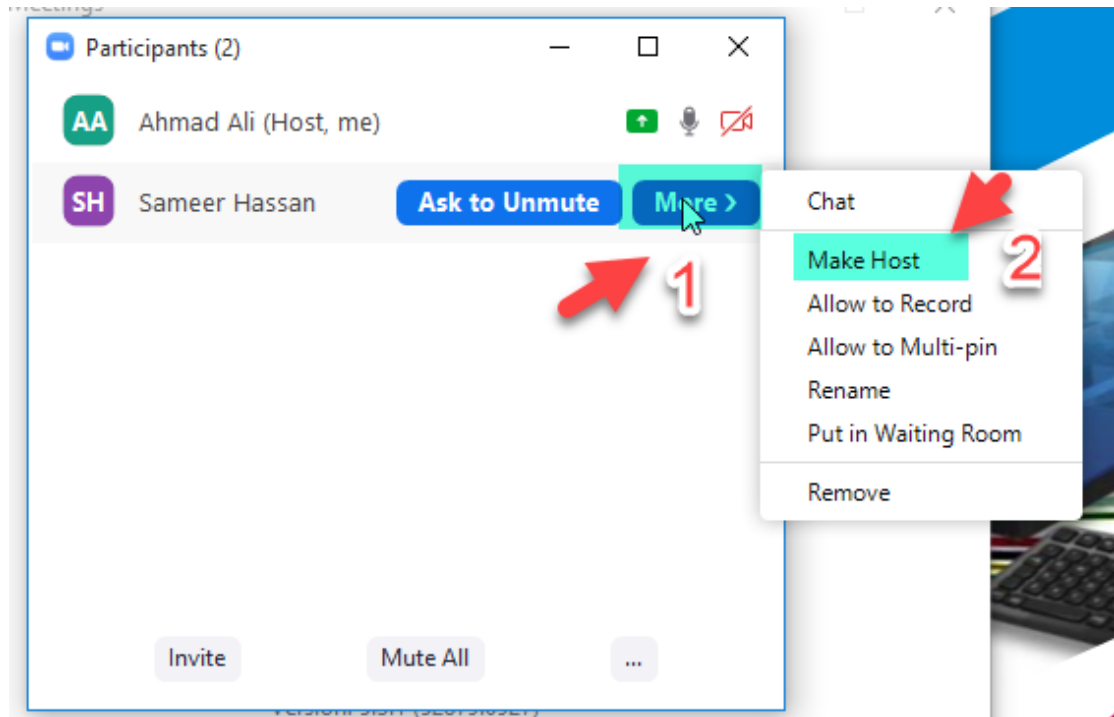 Meetings
Participants (2)
AA Ahmad Ali (Host, me)
SH Sameer Hassan Ask to Unmute More >
1
Chat
Make Host
2
Allow to Record
Allow to Multi-pin
Rename
Put in Waiting Room
Remove
Invite Mute All ...